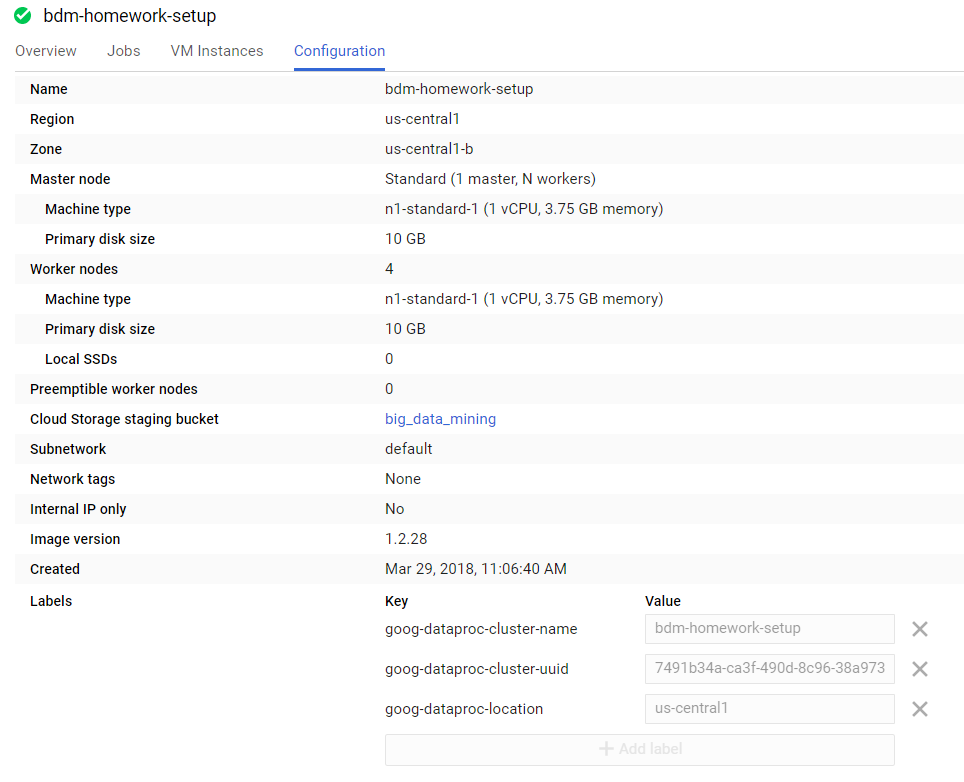 bdm-homework-setup
Overview Jobs VM Instances Configuration
Name bdm-homework-setup
Region us-central1
Zone us-central1-b
Master node Standard (1 master, N workers)
Machine type n1-standard-1 (1 vCPU, 3.75 GB memory)
Primary disk size 10 GB
Worker nodes 4
Machine type n1-standard-1 (1 vCPU, 3.75 GB memory)
Primary disk size 10 GB
Local SSDs 0
Preemptible worker nodes 0
Cloud Storage staging bucket big_data_mining
Subnetwork default
Network tags None
Internal IP only No
Image version 1.2.28
Created Mar 29, 2018, 11:06:40 AM
Labels Key Value
goog-dataproc-cluster-name bdm-homework-setup
goog-dataproc-cluster-uuid 7491b34a-ca3f-490d-8c96-38a973
goog-dataproc-location us-central1
Add label